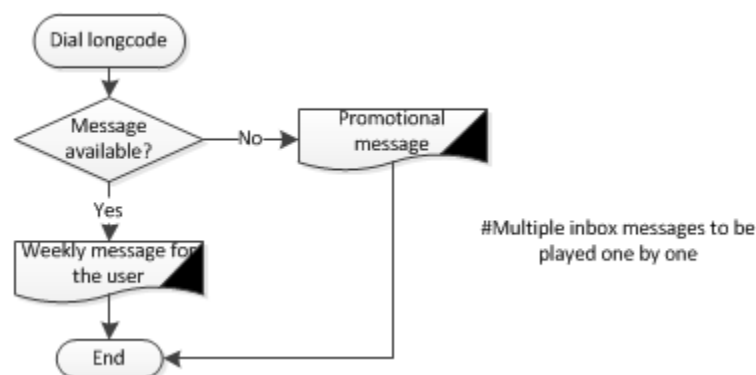 Dial longcode
Message
available?
No
Promotional
message
Yes
Weekly message for
the user
#Multiple inbox messages to be
played one by one
End